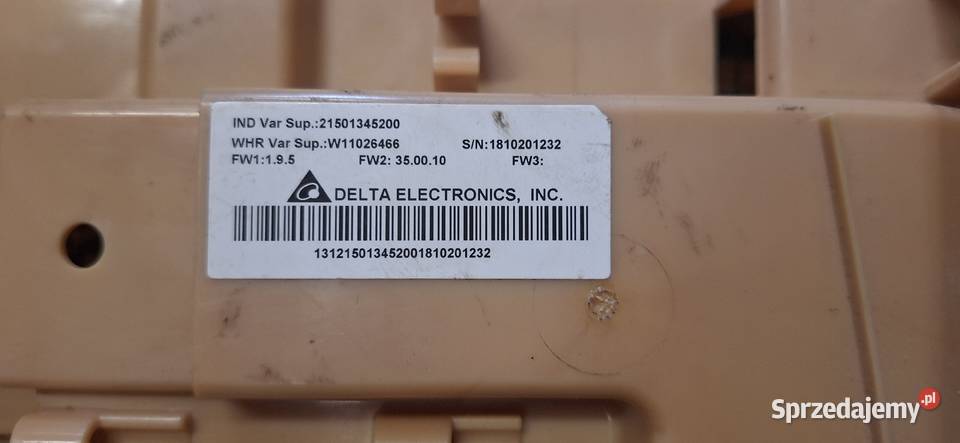 IND Var Sup.:21501345200
WHR Var Sup.:W11026466 S/N:1810201232
FW1:1.9.5 FW2: 35.00.10 FW3:
DELTA ELECTRONICS, INC.
131215013452001810201232
Sprzedajemy.pl